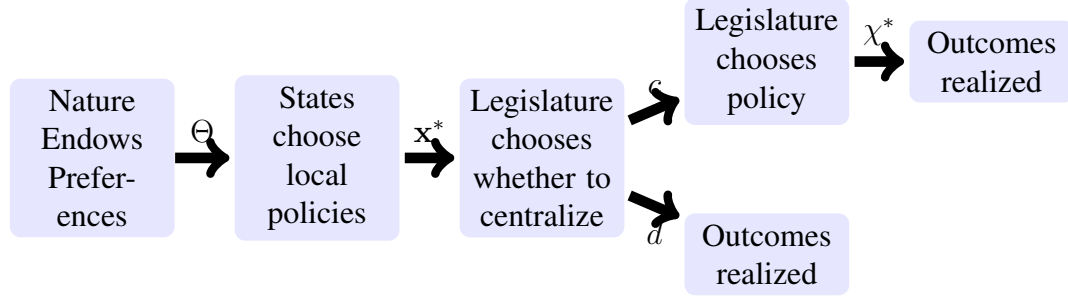 Nature
Endows
Prefer-
ences
Θ
States
choose
local
policies
x*
Legislature
chooses
whether to
centralize
c
Legislature
chooses
policy
χ*
Outcomes
realized
d
Outcomes
realized